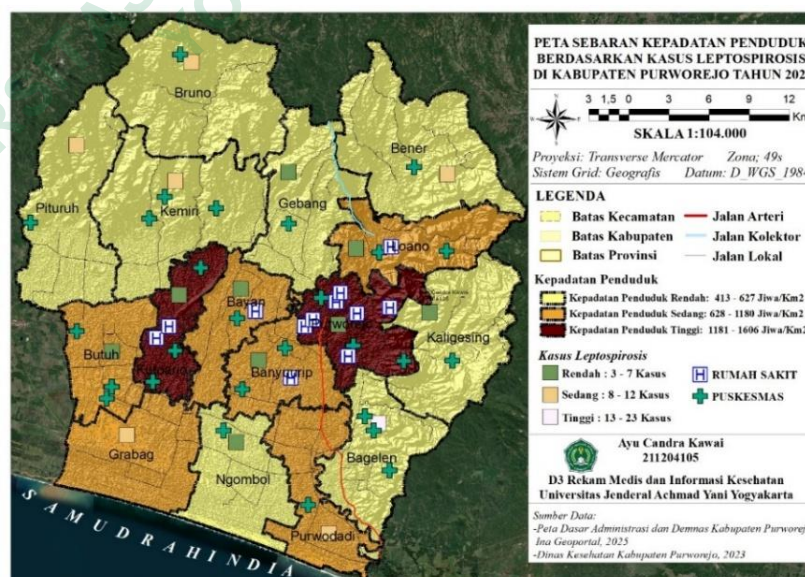 PETA SEBARAN KEPADATAN PENDUDUK
BERDASARKAN KASUS LEPTOSPIROSIS
DI KABUPATEN PURWOREJO TAHUN 202
3 1,5 0 3 6 9 12
Km
SKALA 1:104.000
Proyeksi: Transverse Mercator Zona; 49s
Sistem Grid: Geografis Datum: D_WGS_1984
LEGENDA
Batas Kecamatan Jalan Arteri
Batas Kabupaten Jalan Kolektor
Batas Provinsi Jalan Lokal
Kepadatan Penduduk
Kepadatan Penduduk Rendah: 413 - 627 Jiwa/Km2
Kepadatan Penduduk Sedang: 628 - 1180 Jiwa/Km2
Kepadatan Penduduk Tinggi: 1181 - 1606 Jiwa/Km2
Kasus Leptospirosis
Rendah : 3 - 7 Kasus RUMAH SAKIT
Sedang : 8 - 12 Kasus PUSKESMAS
Tinggi : 13 - 23 Kasus
Ayu Candra Kawai
211204105
D3 Rekam Medis dan Informasi Kesehatan
Universitas Jenderal Achmad Yani Yogyakarta
Sumber Data:
-Peta Dasar Administrasi dan Demnas Kabupaten Purworej
Ina Geoportal, 2025
-Dinas Kesehatan Kabupaten Purworejo, 2023
Bruno
Bener
Pituruh
Kemiri
Gebang
Loano
Bayan
Kaligesing
Butuh
Banyuurip
Grabag
Ngombol
Bagelen
Purwodadi
SAMUDRAHINDIA